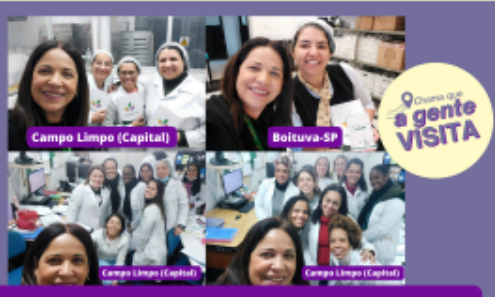 Campo Limpo (Capital)
Boituva-SP
Chama que
a gente
VISITA
Campo Limpo (Capital)
Campo Limpo (Capital)